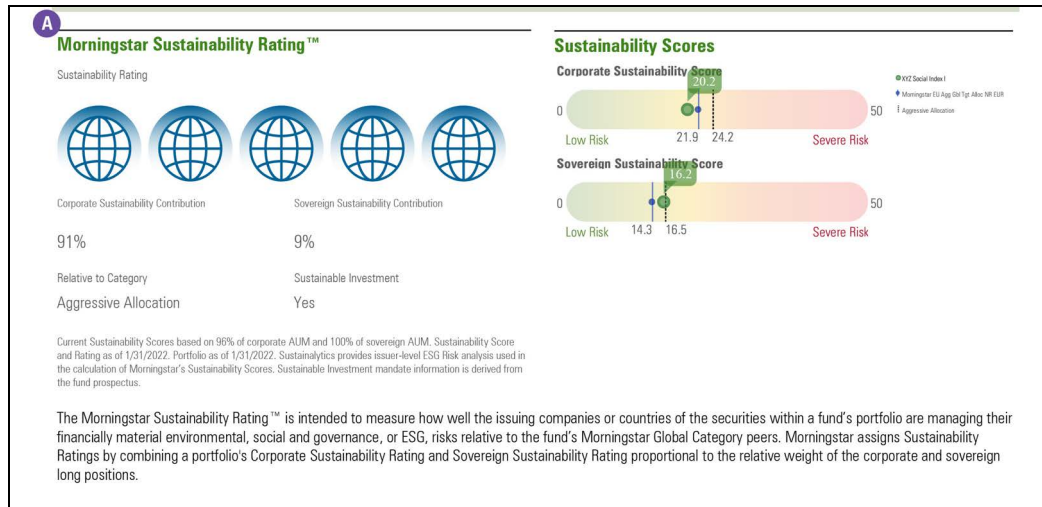 A
Morningstar Sustainability Rating™
Sustainability Rating
Corporate Sustainability Contribution
Sovereign Sustainability Contribution
91%
9%
Relative to Category
Sustainable Investment
Aggressive Allocation
Yes
Current Sustainability Scores based on 96% of corporate AUM and 100% of sovereign AUM. Sustainability Score
and Rating as of 1/31/2022. Portfolio as of 1/31/2022. Sustainalytics provides issuer-level ESG Risk analysis used in
the calculation of Morningstar's Sustainability Scores. Sustainable Investment mandate information is derived from
the fund prospectus.
Sustainability Scores
Corporate Sustainability Score
20.2
0
50
Low Risk
21.9
24.2
Severe Risk
XYZ Social Index I
Morningstar EU Agg Gbl Tgt Alloc NR EUR
Aggressive Allocation
Sovereign Sustainability Score
16.2
0
50
Low Risk
14.3
16.5
Severe Risk
The Morningstar Sustainability Rating™ is intended to measure how well the issuing companies or countries of the securities within a fund's portfolio are managing their
financially material environmental, social and governance, or ESG, risks relative to the fund's Morningstar Global Category peers. Morningstar assigns Sustainability
Ratings by combining a portfolio's Corporate Sustainability Rating and Sovereign Sustainability Rating proportional to the relative weight of the corporate and sovereign
long positions.